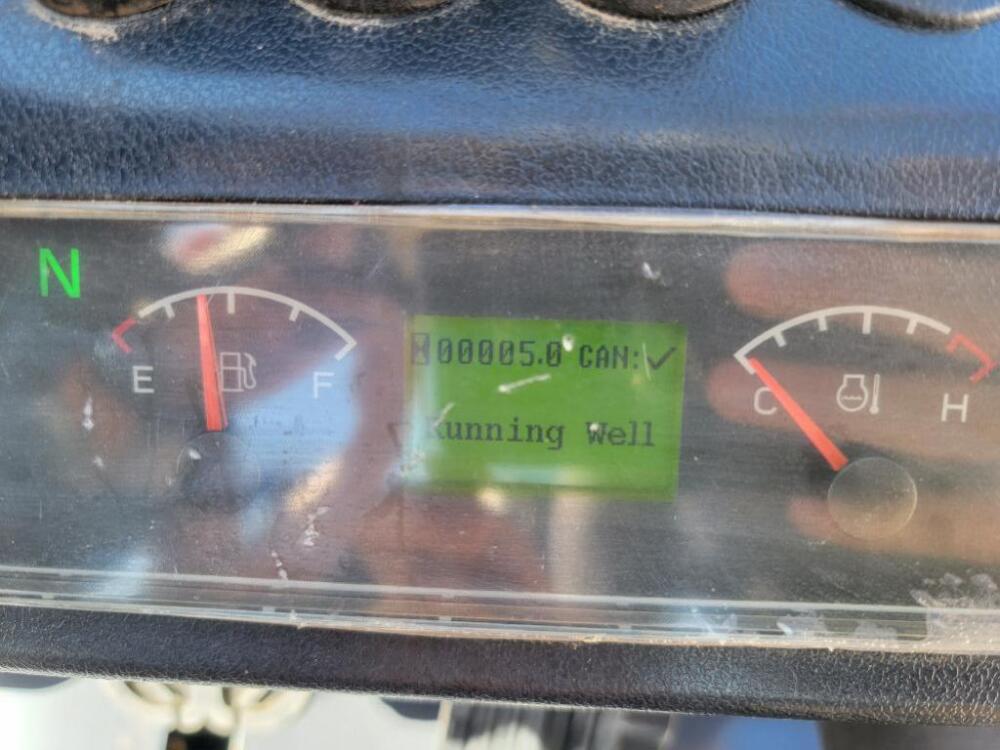 N
E F
00005.0 CAN:✓
Running Well
C H